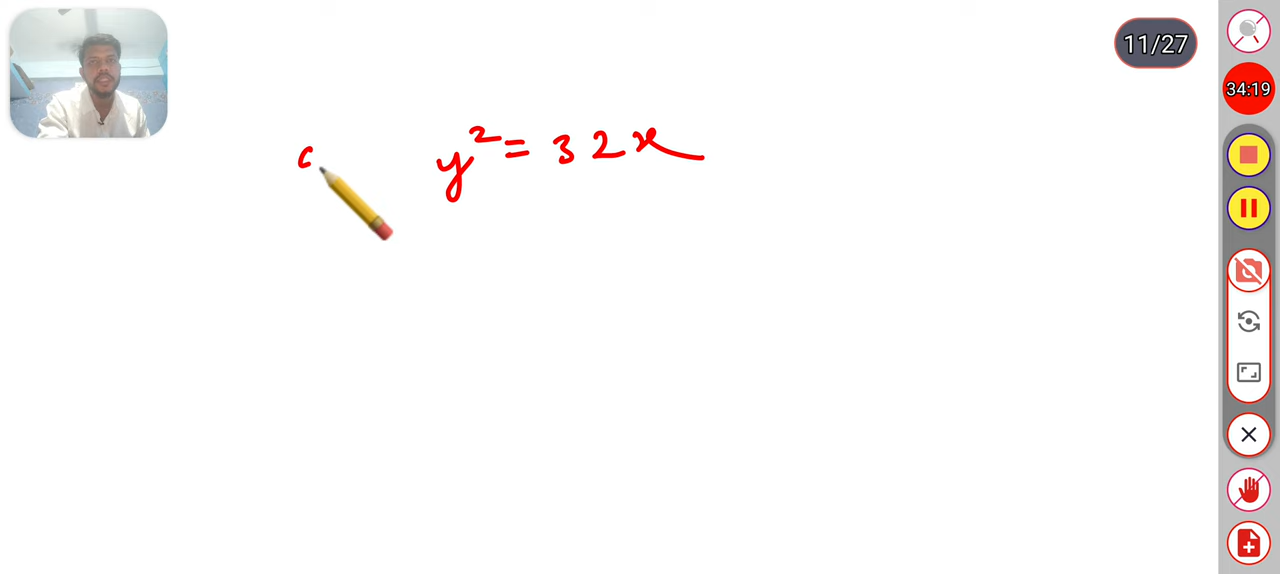 11/27
34:19
y² = 32x